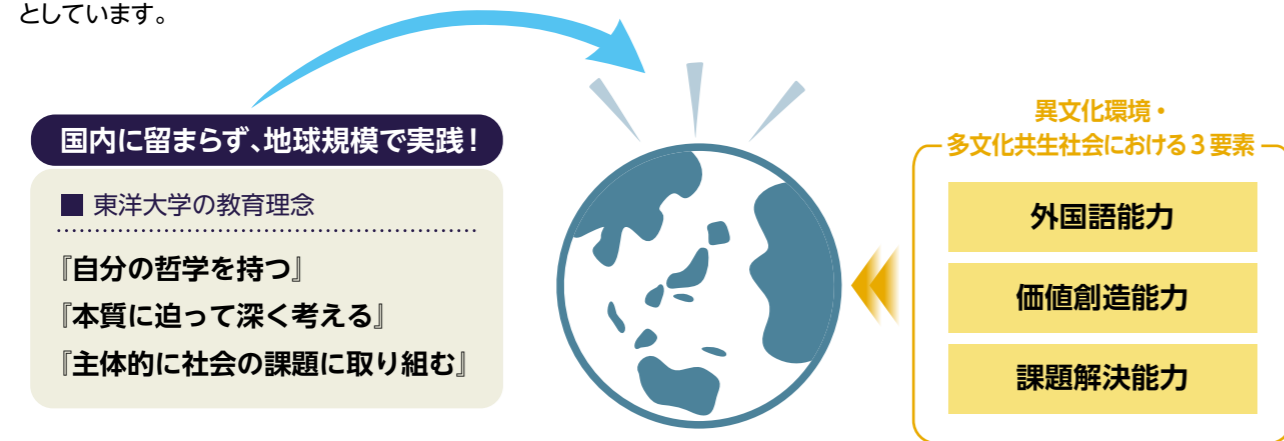 としています。
国内に留まらず、地球規模で実践！
■ 東洋大学の教育理念
『自分の哲学を持つ』
『本質に迫って深く考える』
『主体的に社会の課題に取り組む』
異文化環境・
多文化共生社会における3要素
外国語能力
価値創造能力
課題解決能力